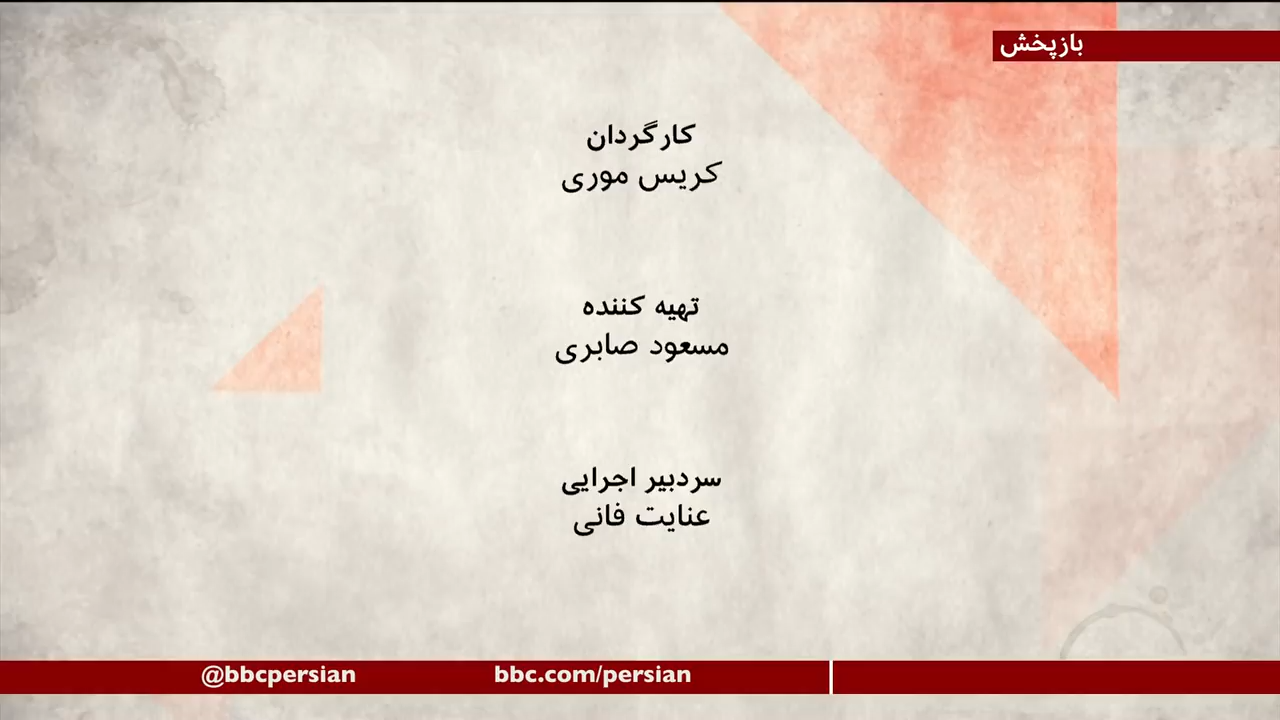 بازپخش
کارگردان
کریس موری
تهیه کننده
مسعود صابری
سردبیر اجرایی
عنایت فانی
@bbcpersian
bbc.com/persian